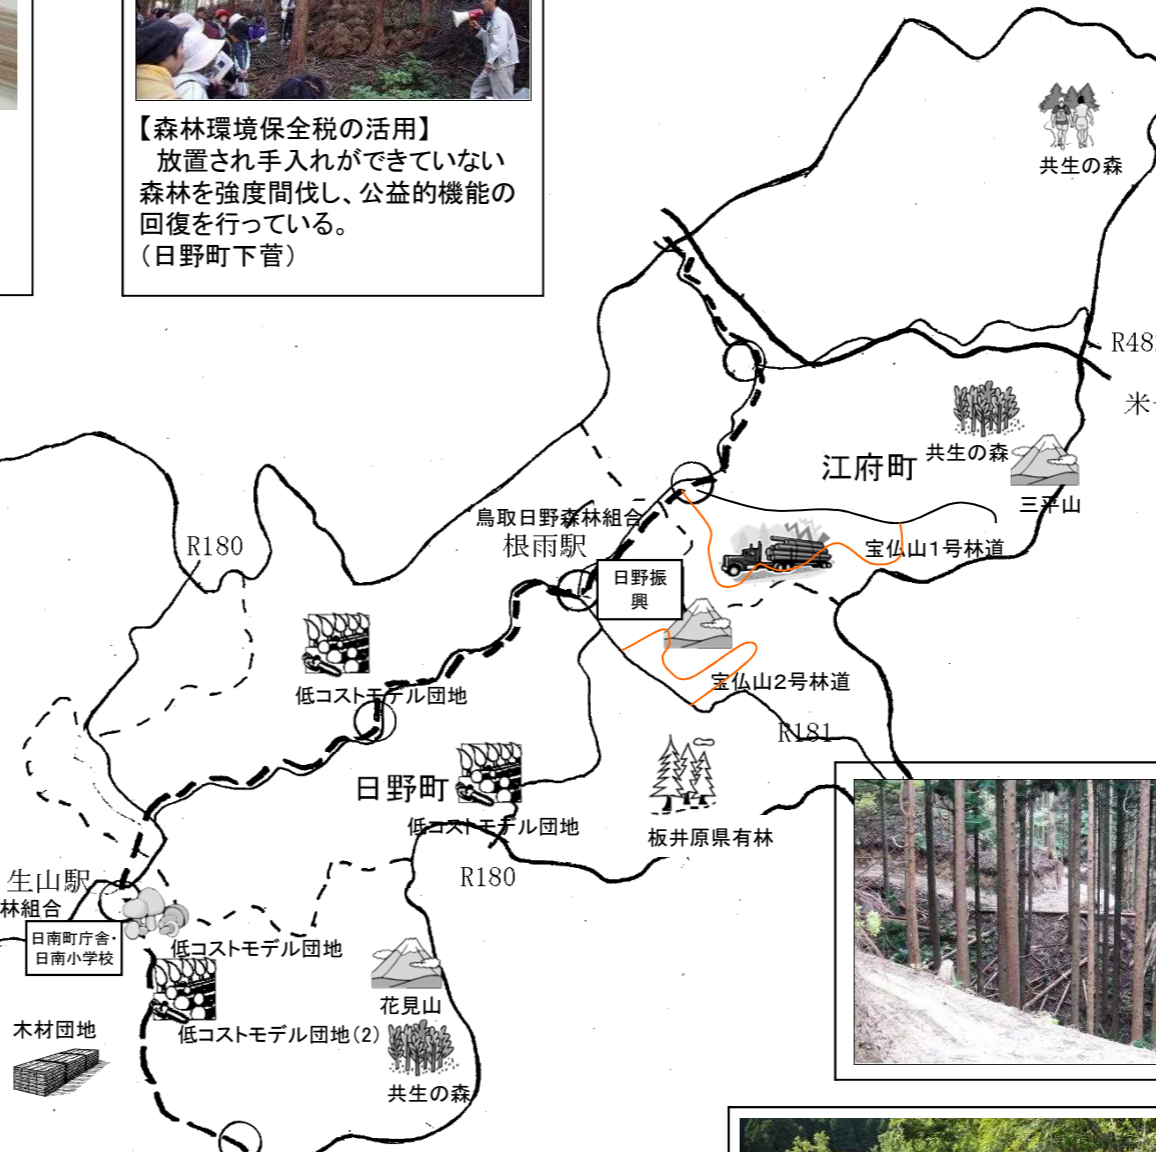 【森林環境保全税の活用】
放置され手入れができていない
森林を強度間伐し、公益的機能の
回復を行っている。
（日野町下菅）
共生の森
R48
米
共生の森
江府町
三平山
鳥取日野森林組合
根雨駅
宝仏山1号林道
R180
日野振
興
低コストモデル団地
宝仏山2号林道
R181
日野町
低コストモデル団地
板井原県有林
R180
生山駅
林組合
日南町庁舎・
日南小学校
低コストモデル団地
花見山
低コストモデル団地(2)
木材団地
共生の森